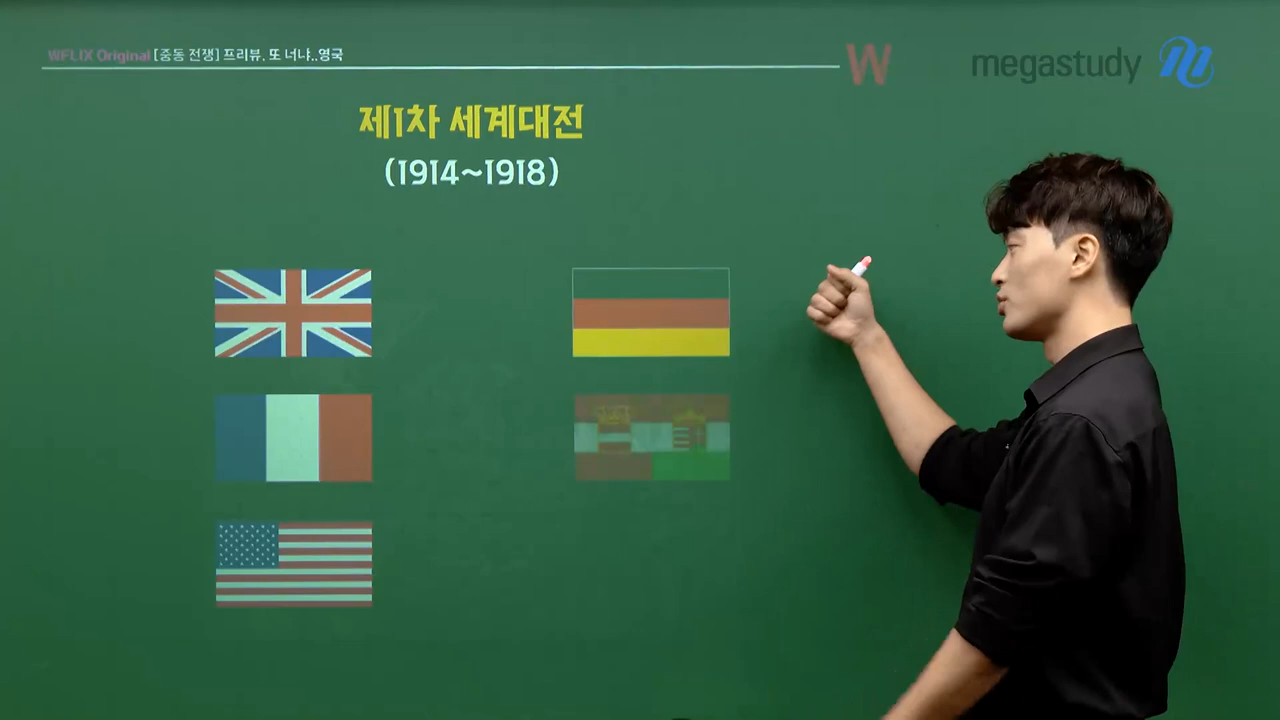 WFLIX Original [중동 전쟁] 프리뷰, 또 너냐..영국
W
megastudy
제1차 세계대전
(1914~1918)